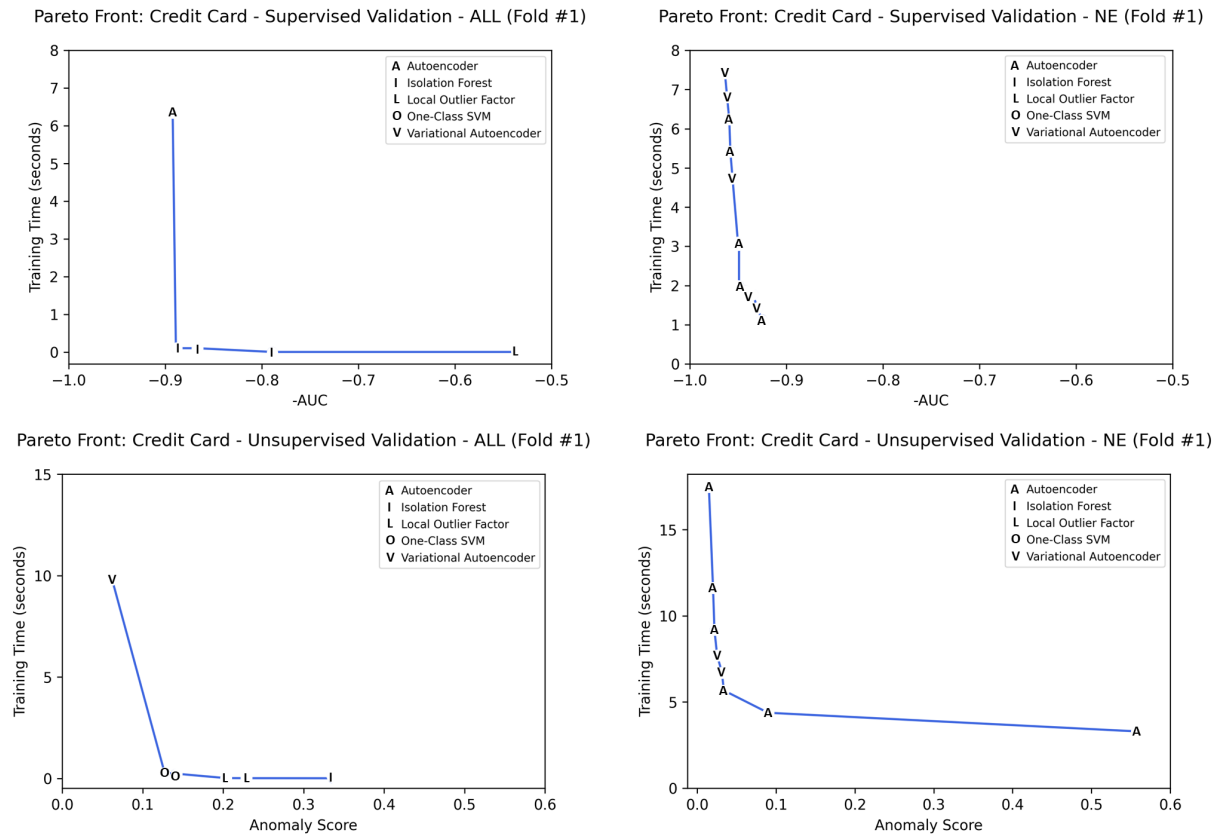 Pareto Front: Credit Card - Supervised Validation - ALL (Fold #1)
8
7
6
5
4
3
2
1
0
Training Time (seconds)
−1.0 −0.9 −0.8 −0.7 −0.6 −0.5
-AUC
A Autoencoder
I Isolation Forest
L Local Outlier Factor
O One-Class SVM
V Variational Autoencoder
A
I
I
I
L
Pareto Front: Credit Card - Supervised Validation - NE (Fold #1)
8
7
6
5
4
3
2
1
0
Training Time (seconds)
−1.0 −0.9 −0.8 −0.7 −0.6 −0.5
-AUC
A Autoencoder
I Isolation Forest
L Local Outlier Factor
O One-Class SVM
V Variational Autoencoder
V
V
A
A
V
A
A
V
V
A
Pareto Front: Credit Card - Unsupervised Validation - ALL (Fold #1)
15
10
5
0
Training Time (seconds)
0.0 0.1 0.2 0.3 0.4 0.5 0.6
Anomaly Score
A Autoencoder
I Isolation Forest
L Local Outlier Factor
O One-Class SVM
V Variational Autoencoder
V
O
O
L
L
I
Pareto Front: Credit Card - Unsupervised Validation - NE (Fold #1)
15
10
5
0
Training Time (seconds)
0.0 0.1 0.2 0.3 0.4 0.5 0.6
Anomaly Score
A Autoencoder
I Isolation Forest
L Local Outlier Factor
O One-Class SVM
V Variational Autoencoder
A
A
A
V
V
A
A
A